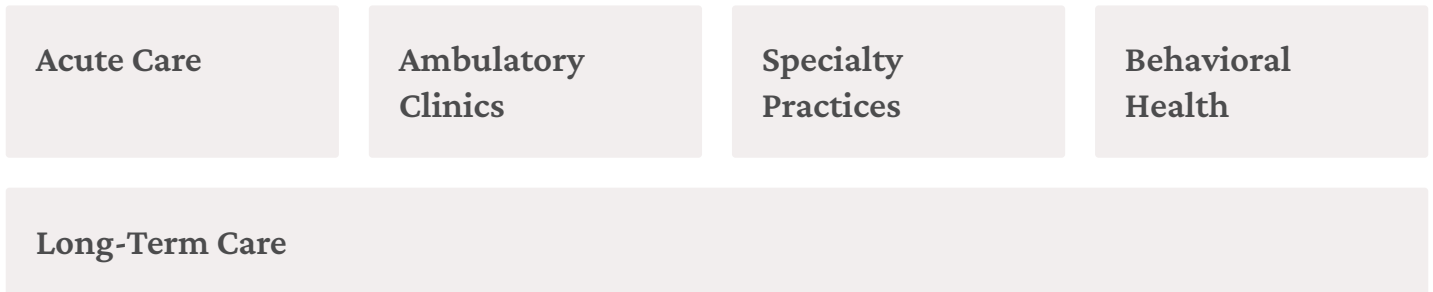 Acute Care
Ambulatory
Clinics
Specialty
Practices
Behavioral
Health
Long-Term Care